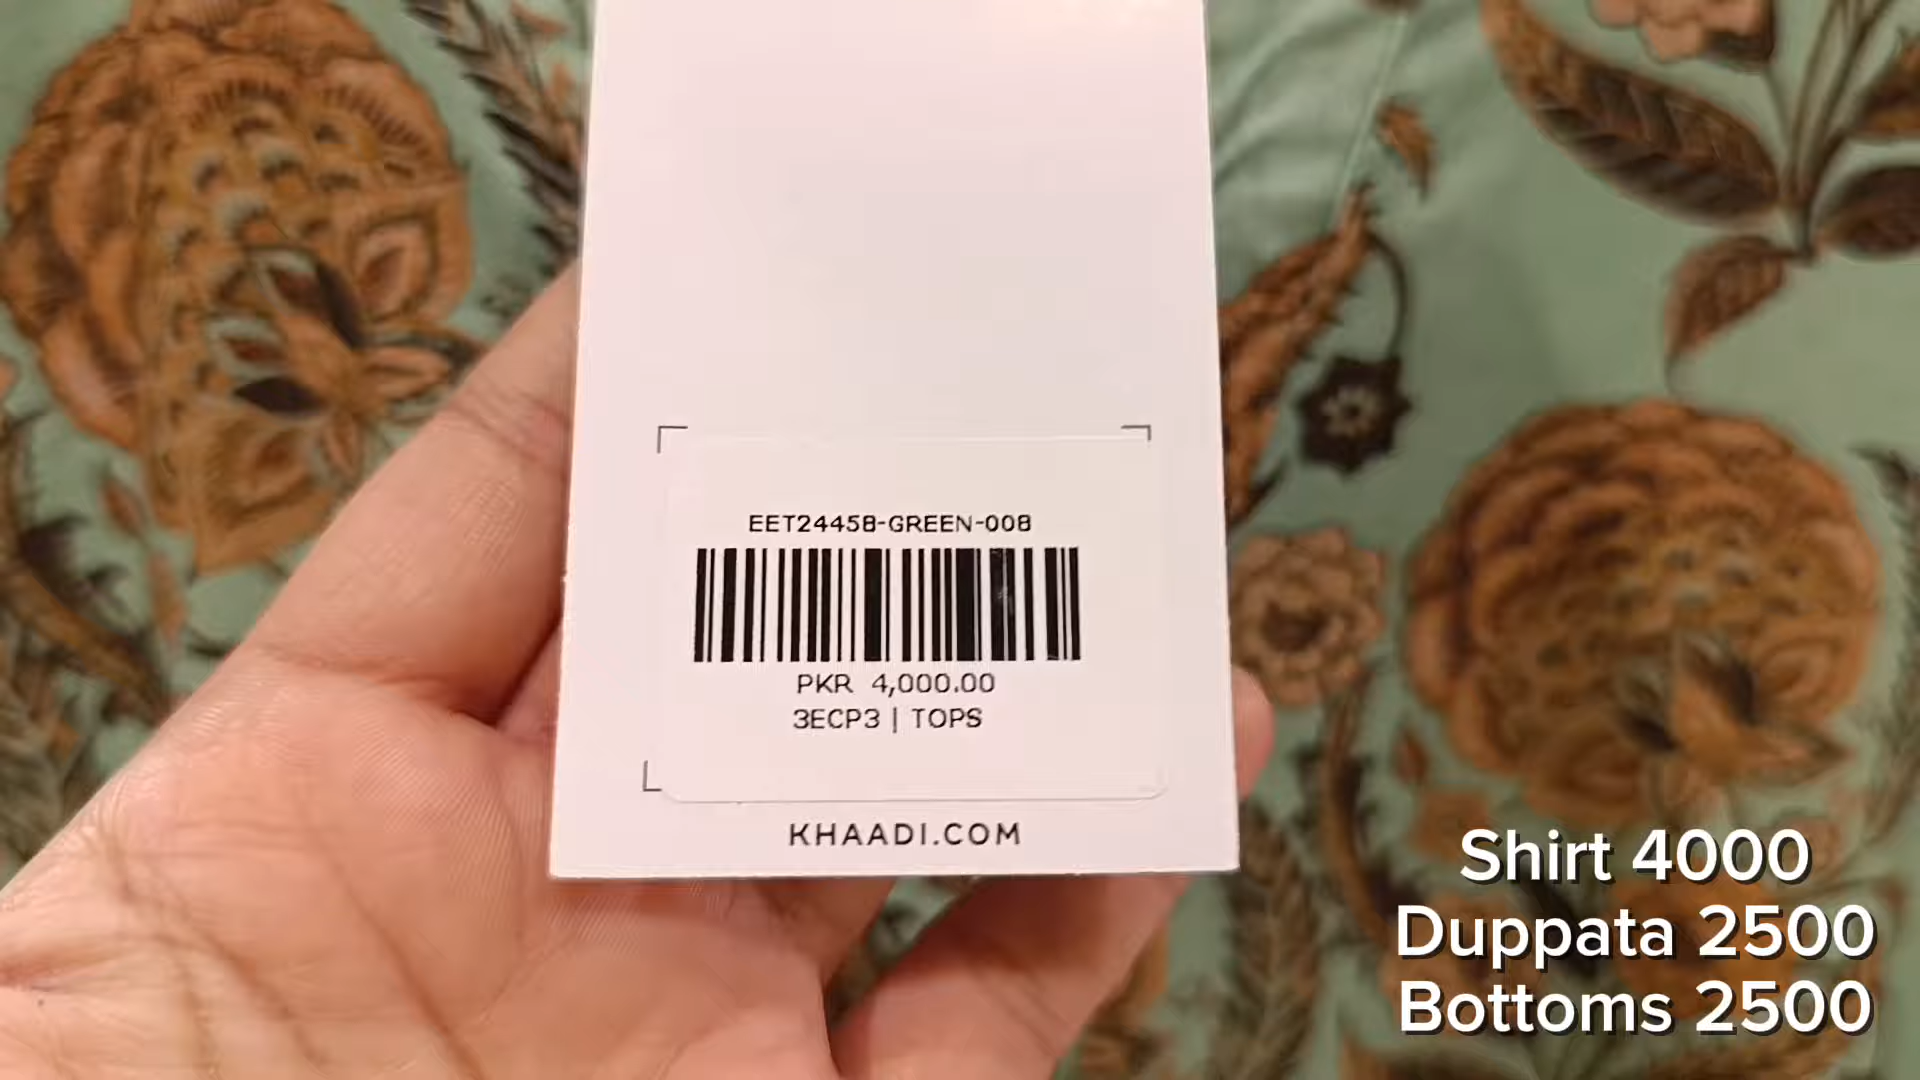 EET24458-GREEN-008
PKR 4,000.00
3ECP3 | TOPS
KHAADI.COM
Shirt 4000
Duppata 2500
Bottoms 2500